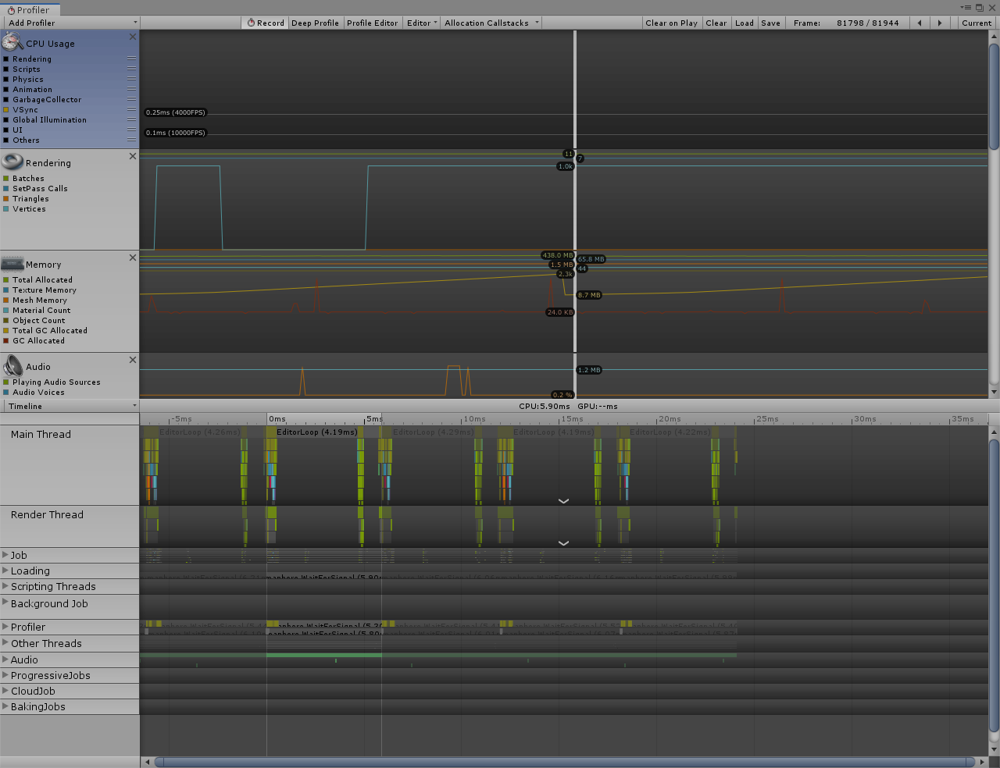 Profiler
Add Profiler
Record
Deep Profile
Profile Editor
Editor
Allocation Callstacks
Clear on Play
Clear
Load
Save
Frame:
81798 / 81944
Current
CPU Usage
Rendering
Scripts
Physics
Animation
GarbageCollector
VSync
Global Illumination
UI
Others
0.25ms (4000FPS)
0.1ms (10000FPS)
Rendering
Batches
SetPass Calls
Triangles
Vertices
11
7
1.0k
Memory
Total Allocated
Texture Memory
Mesh Memory
Material Count
Object Count
Total GC Allocated
GC Allocated
438.0 MB
65.8 MB
1.5 MB
44
2.3k
8.7 MB
24.0 KB
Audio
Playing Audio Sources
Audio Voices
1.2 MB
0.2 %
Timeline
CPU:5.90ms GPU:--ms
-5ms
0ms
5ms
10ms
15ms
20ms
25ms
30ms
35ms
Main Thread
EditorLoop (4.26ms)
EditorLoop (4.19ms)
EditorLoop (4.29ms)
EditorLoop (4.19ms)
EditorLoop (4.22ms)
Render Thread
Job
Loading
Scripting Threads
Background Job
Profiler
Other Threads
Audio
ProgressiveJobs
CloudJob
BakingJobs